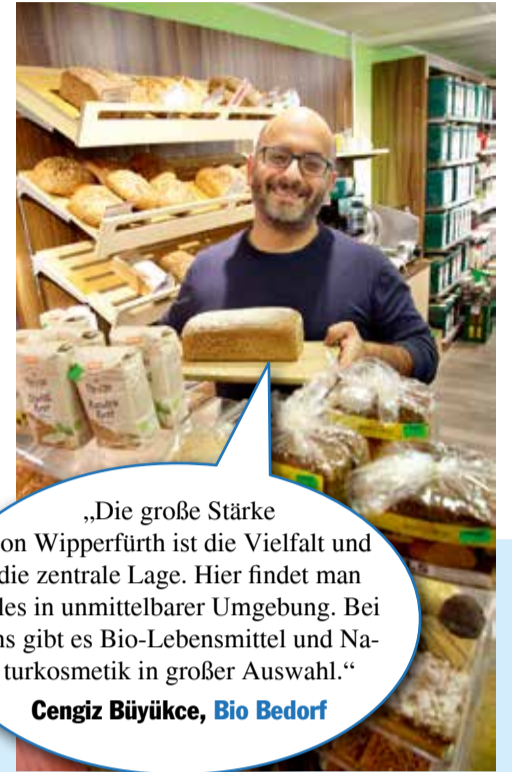 „Die große Stärke
on Wipperfürth ist die Vielfalt und
die zentrale Lage. Hier findet man
les in unmittelbarer Umgebung. Bei
ns gibt es Bio-Lebensmittel und Na-
turkosmetik in großer Auswahl.“
Cengiz Büyükce, Bio Bedorf